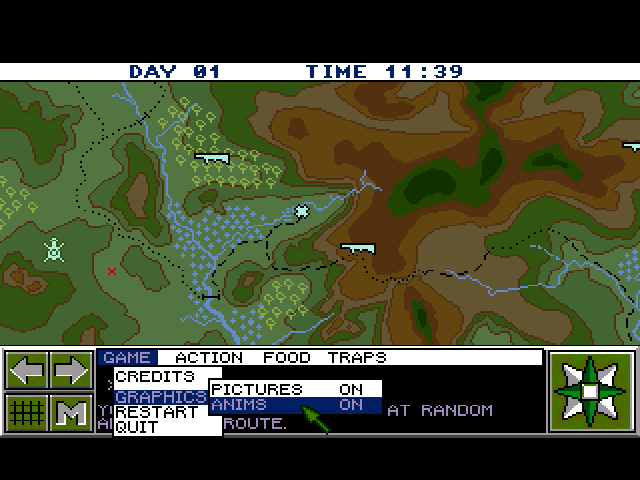 DAY 01 TIME 11:39
GAME ACTION FOOD TRAPS
CREDITS
GRAPHICS PICTURES ON
ANIMS ON
RESTART
QUIT
AT RANDOM
ROUTE.
M